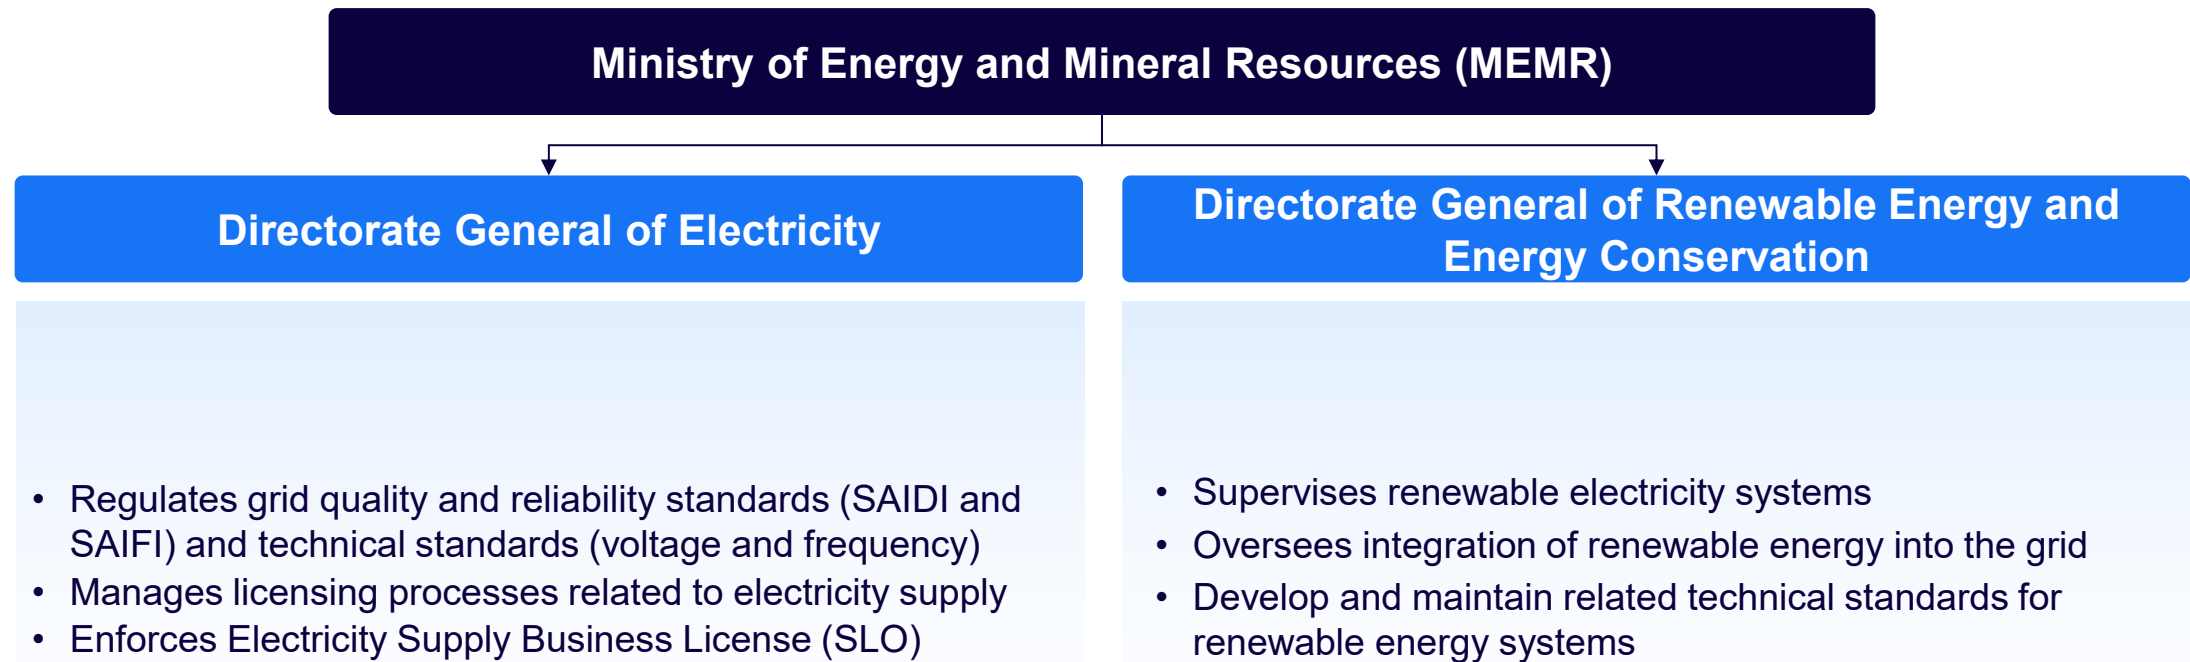 Ministry of Energy and Mineral Resources (MEMR)
Directorate General of Electricity
Directorate General of Renewable Energy and
Energy Conservation
• Regulates grid quality and reliability standards (SAIDI and
SAIFI) and technical standards (voltage and frequency)
• Manages licensing processes related to electricity supply
• Enforces Electricity Supply Business License (SLO)
• Supervises renewable electricity systems
• Oversees integration of renewable energy into the grid
• Develop and maintain related technical standards for
renewable energy systems